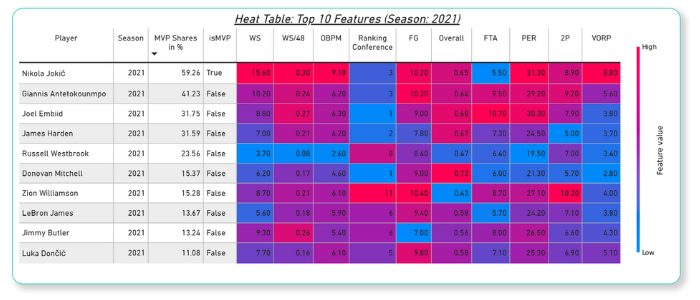 Heat Table: Top 10 Features (Season: 2021)
Player Season MVP Shares in % isMVP WS WS/48 OBPM Ranking Conference FG Overall FTA PER 2P VORP
Nikola Jokić 2021 59.26 True 15.60 0.30 9.10 3 10.20 0.65 5.50 31.30 8.90 8.80
Giannis Antetokounmpo 2021 41.23 False 10.20 0.24 6.20 3 10.30 0.64 9.50 29.20 9.20 5.60
Joel Embiid 2021 31.75 False 8.80 0.27 6.30 1 9.00 0.60 10.70 30.30 7.90 3.80
James Harden 2021 31.59 False 7.00 0.21 6.20 2 7.80 0.67 7.30 24.50 5.00 3.70
Russell Westbrook 2021 23.56 False 3.70 0.08 2.60 8 8.40 0.67 6.40 19.50 7.00 3.40
Donovan Mitchell 2021 15.37 False 6.20 0.17 4.60 1 9.00 0.72 6.00 21.30 5.70 2.80
Zion Williamson 2021 15.28 False 8.70 0.21 6.10 11 10.40 0.43 8.70 27.10 10.20 4.00
LeBron James 2021 13.67 False 5.60 0.18 5.90 6 9.40 0.58 5.70 24.20 7.10 3.80
Jimmy Butler 2021 13.24 False 9.30 0.26 5.40 6 7.00 0.56 8.00 26.50 6.60 4.30
Luka Dončić 2021 11.08 False 7.70 0.16 6.10 5 9.80 0.58 7.10 25.30 6.90 5.10
High
Feature value
Low